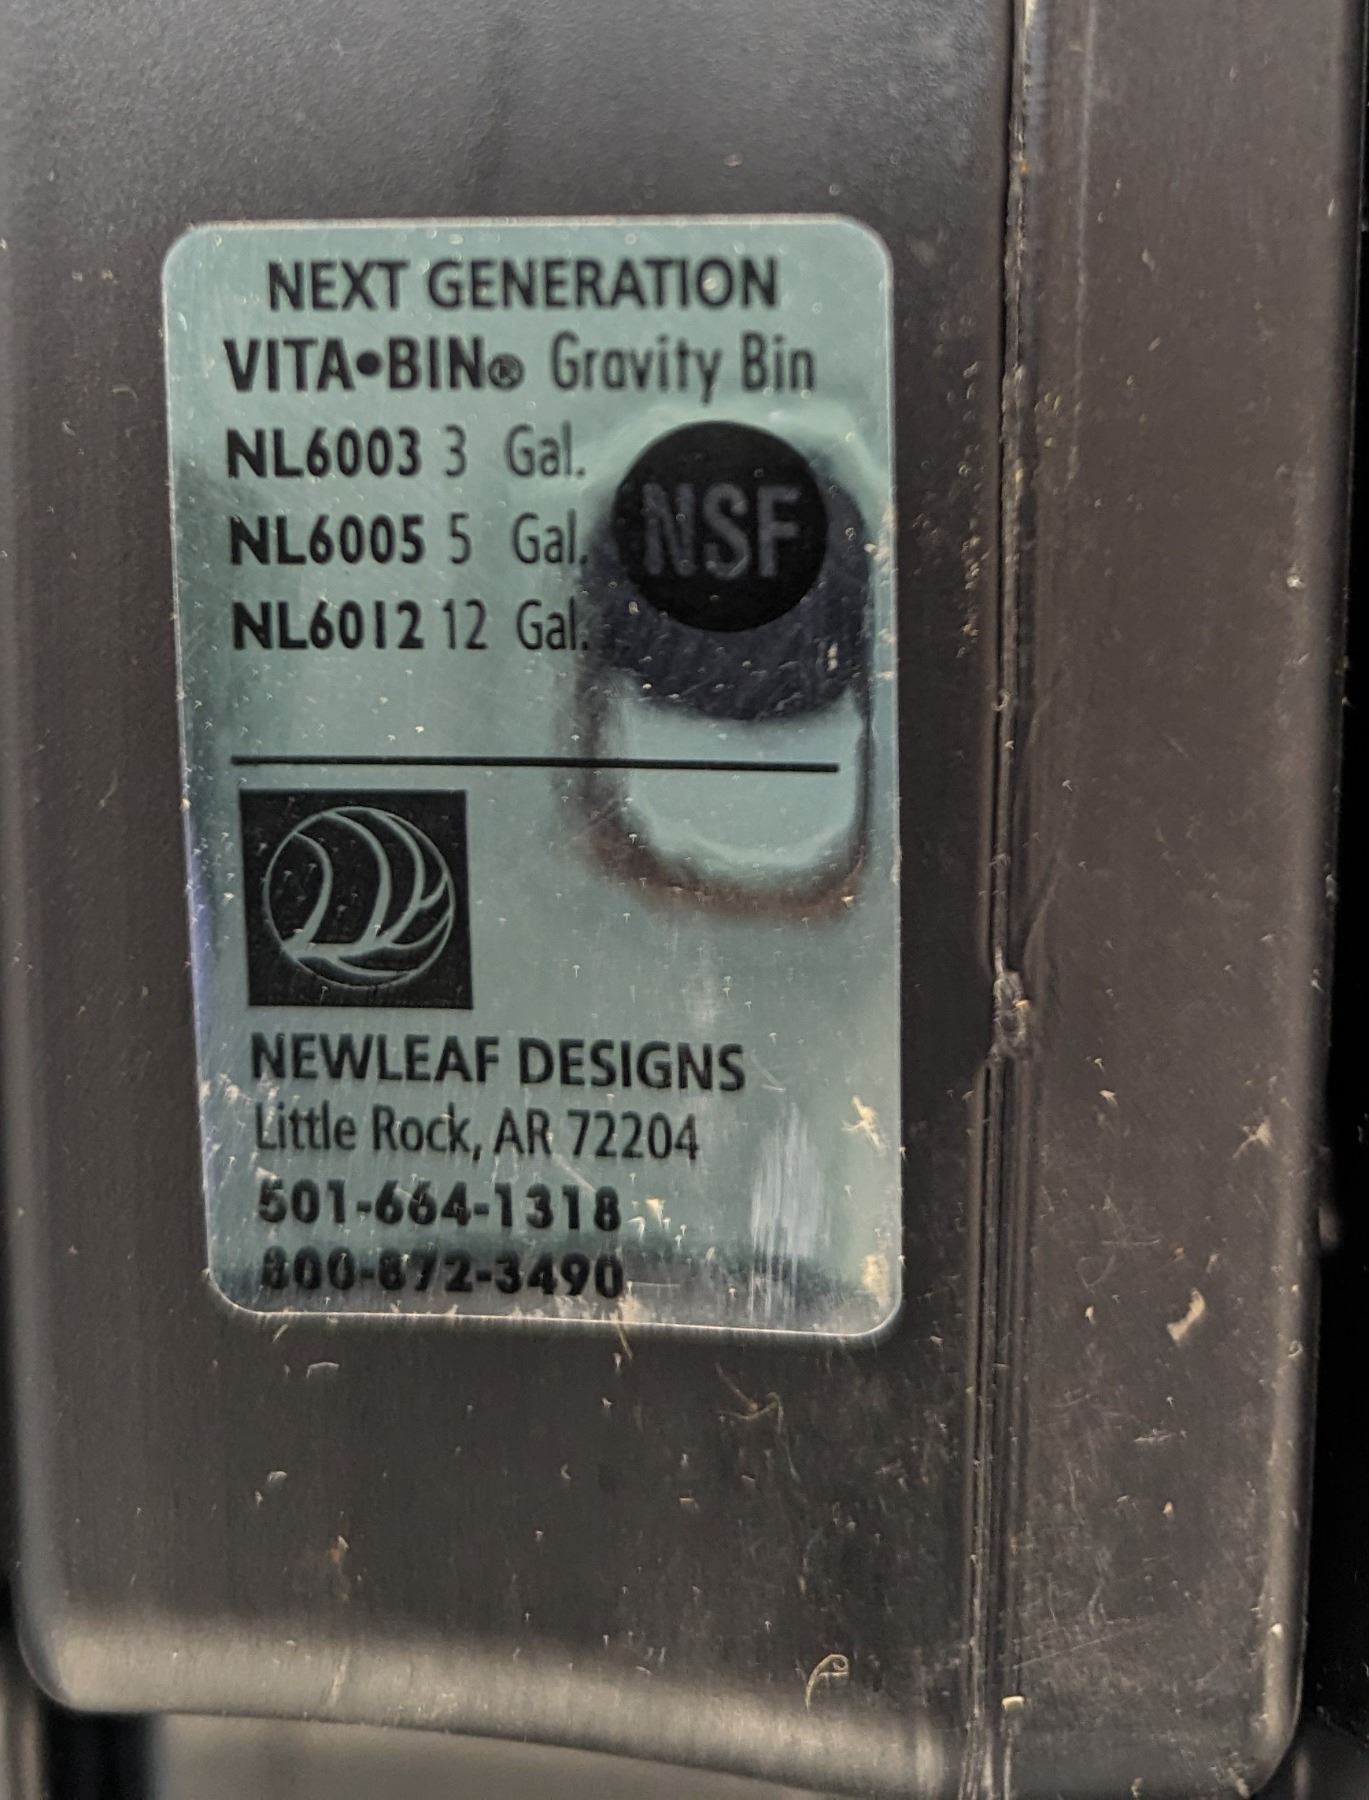 NEXT GENERATION
VITA•BIN® Gravity Bin
NL6003 3 Gal.
NL6005 5 Gal.
NL6012 12 Gal.
NSF
NEWLEAF DESIGNS
Little Rock, AR 72204
501-664-1318
800-872-3490